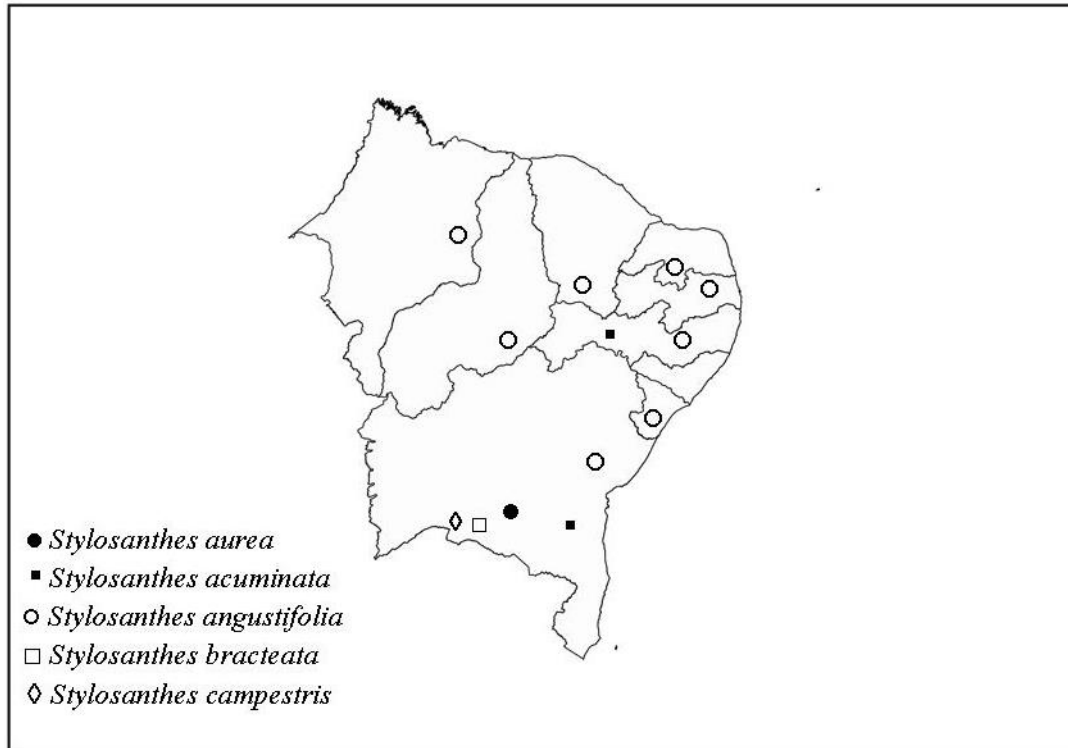 Stylosanthes aurea
Stylosanthes acuminata
Stylosanthes angustifolia
Stylosanthes bracteata
Stylosanthes campestris